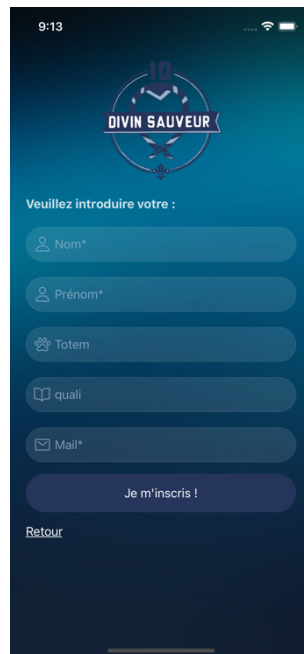 9:13
10
DIVIN SAUVEUR
Veuillez introduire votre :
Nom*
Prénom*
Totem
quali
Mail*
Je m'inscris !
Retour